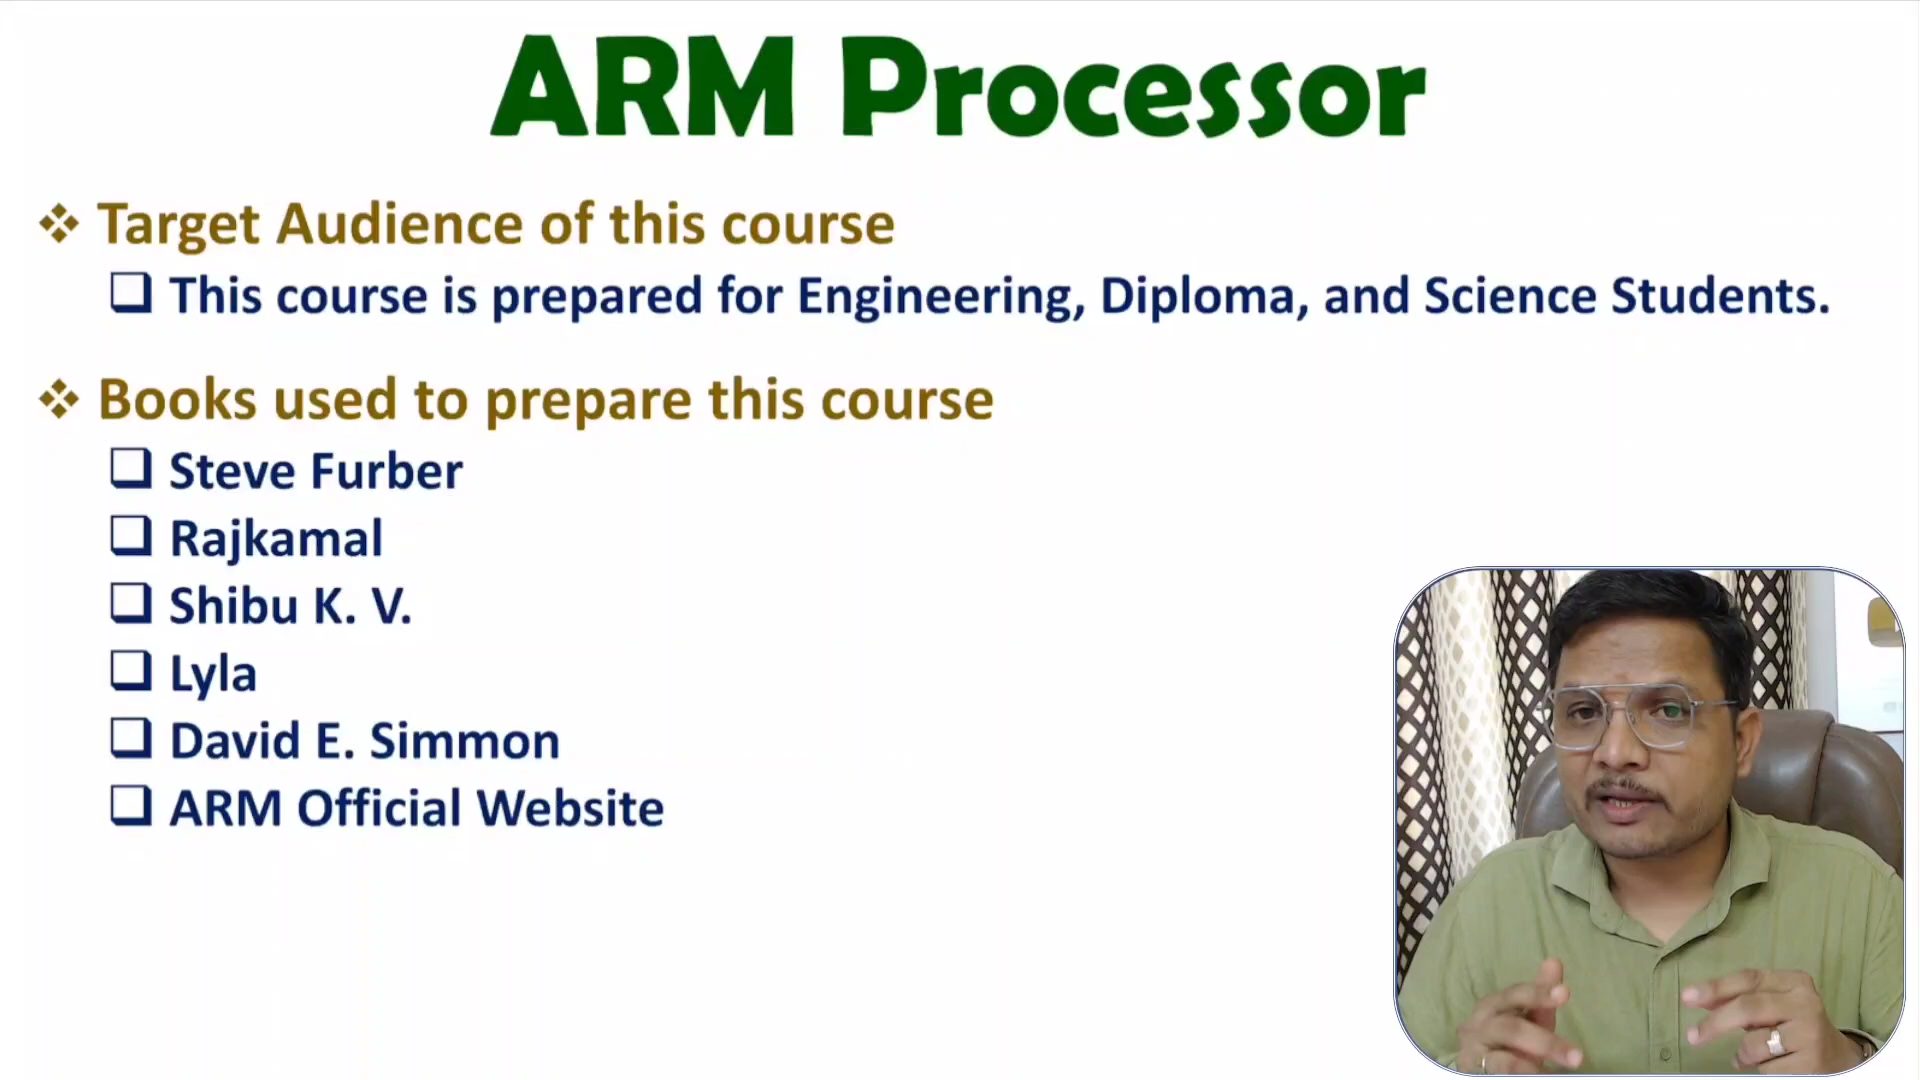 ARM Processor
Target Audience of this course
This course is prepared for Engineering, Diploma, and Science Students.
Books used to prepare this course
Steve Furber
Rajkamal
Shibu K. V.
Lyla
David E. Simmon
ARM Official Website